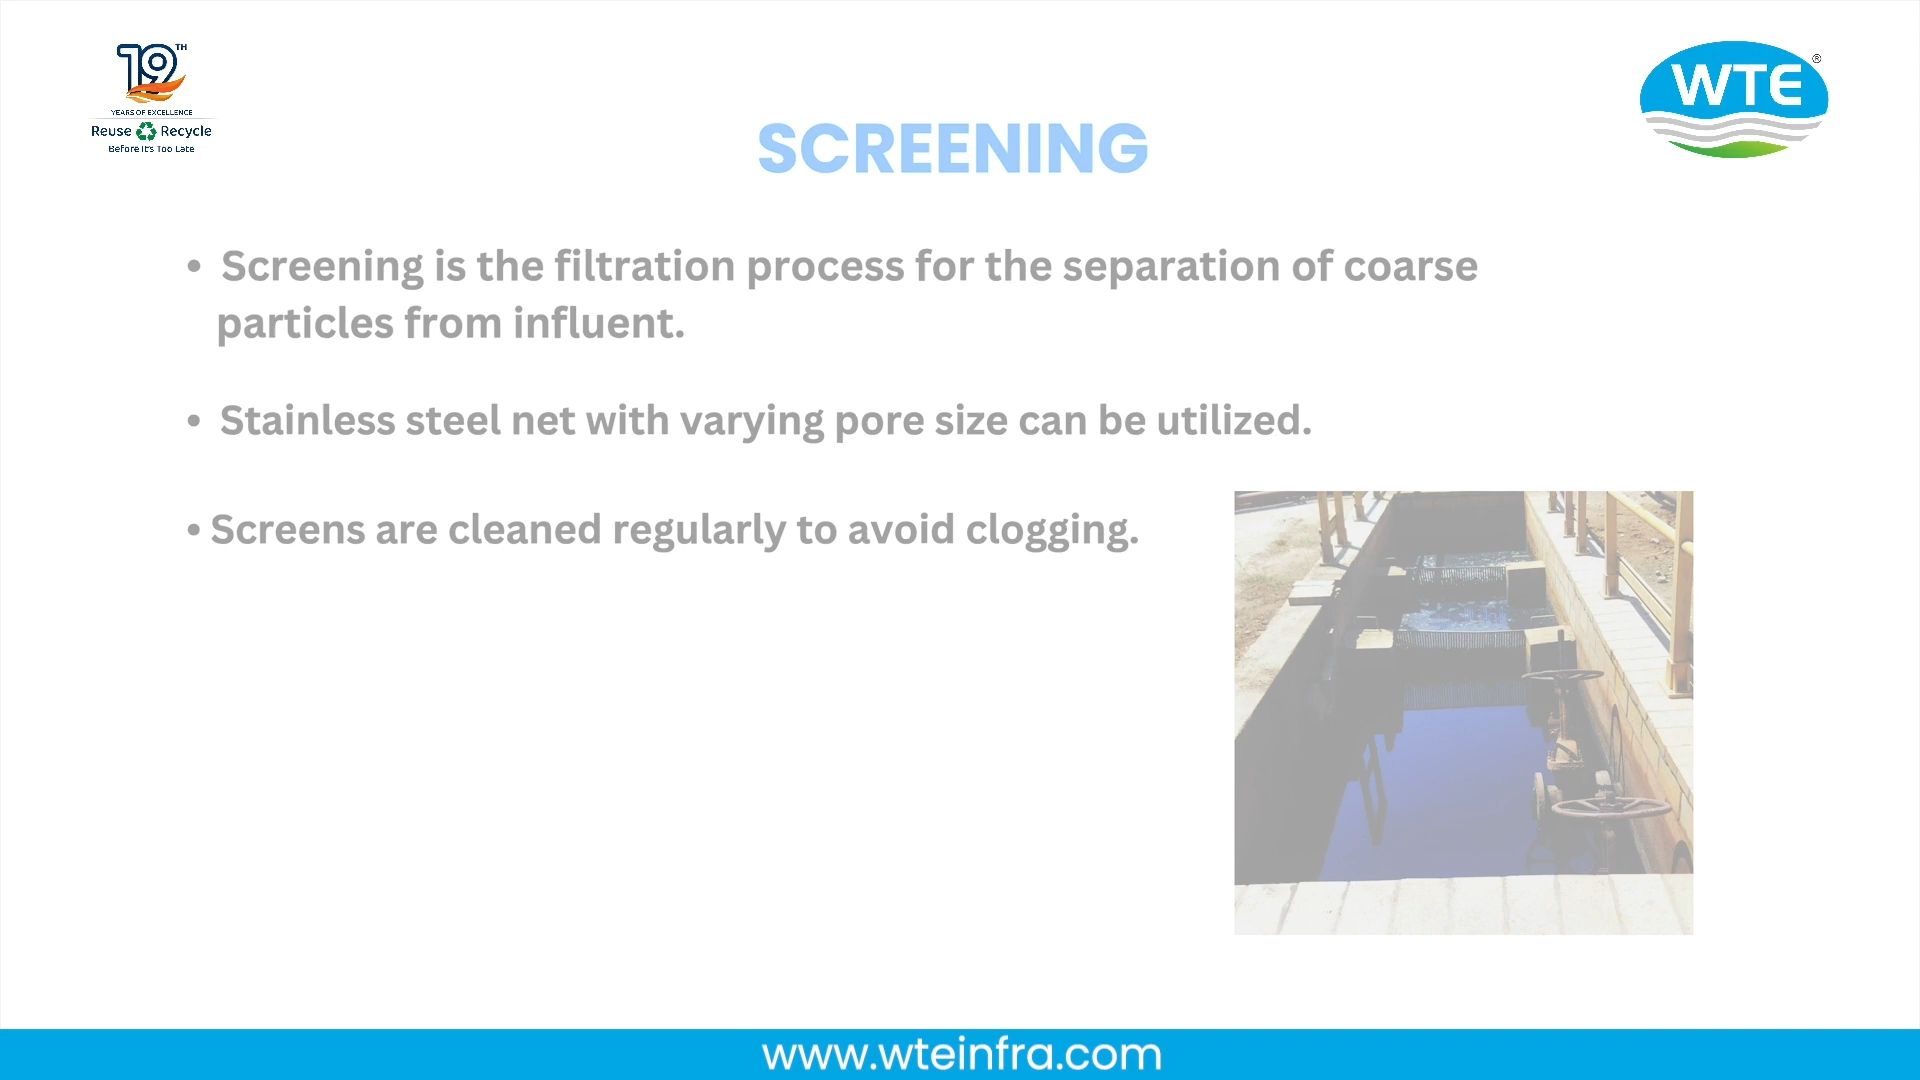 19TH
YEARS OF EXCELLENCE
Reuse Recycle
Before It's Too Late
WTE®
SCREENING
• Screening is the filtration process for the separation of coarse
particles from influent.
• Stainless steel net with varying pore size can be utilized.
• Screens are cleaned regularly to avoid clogging.
www.wteinfra.com